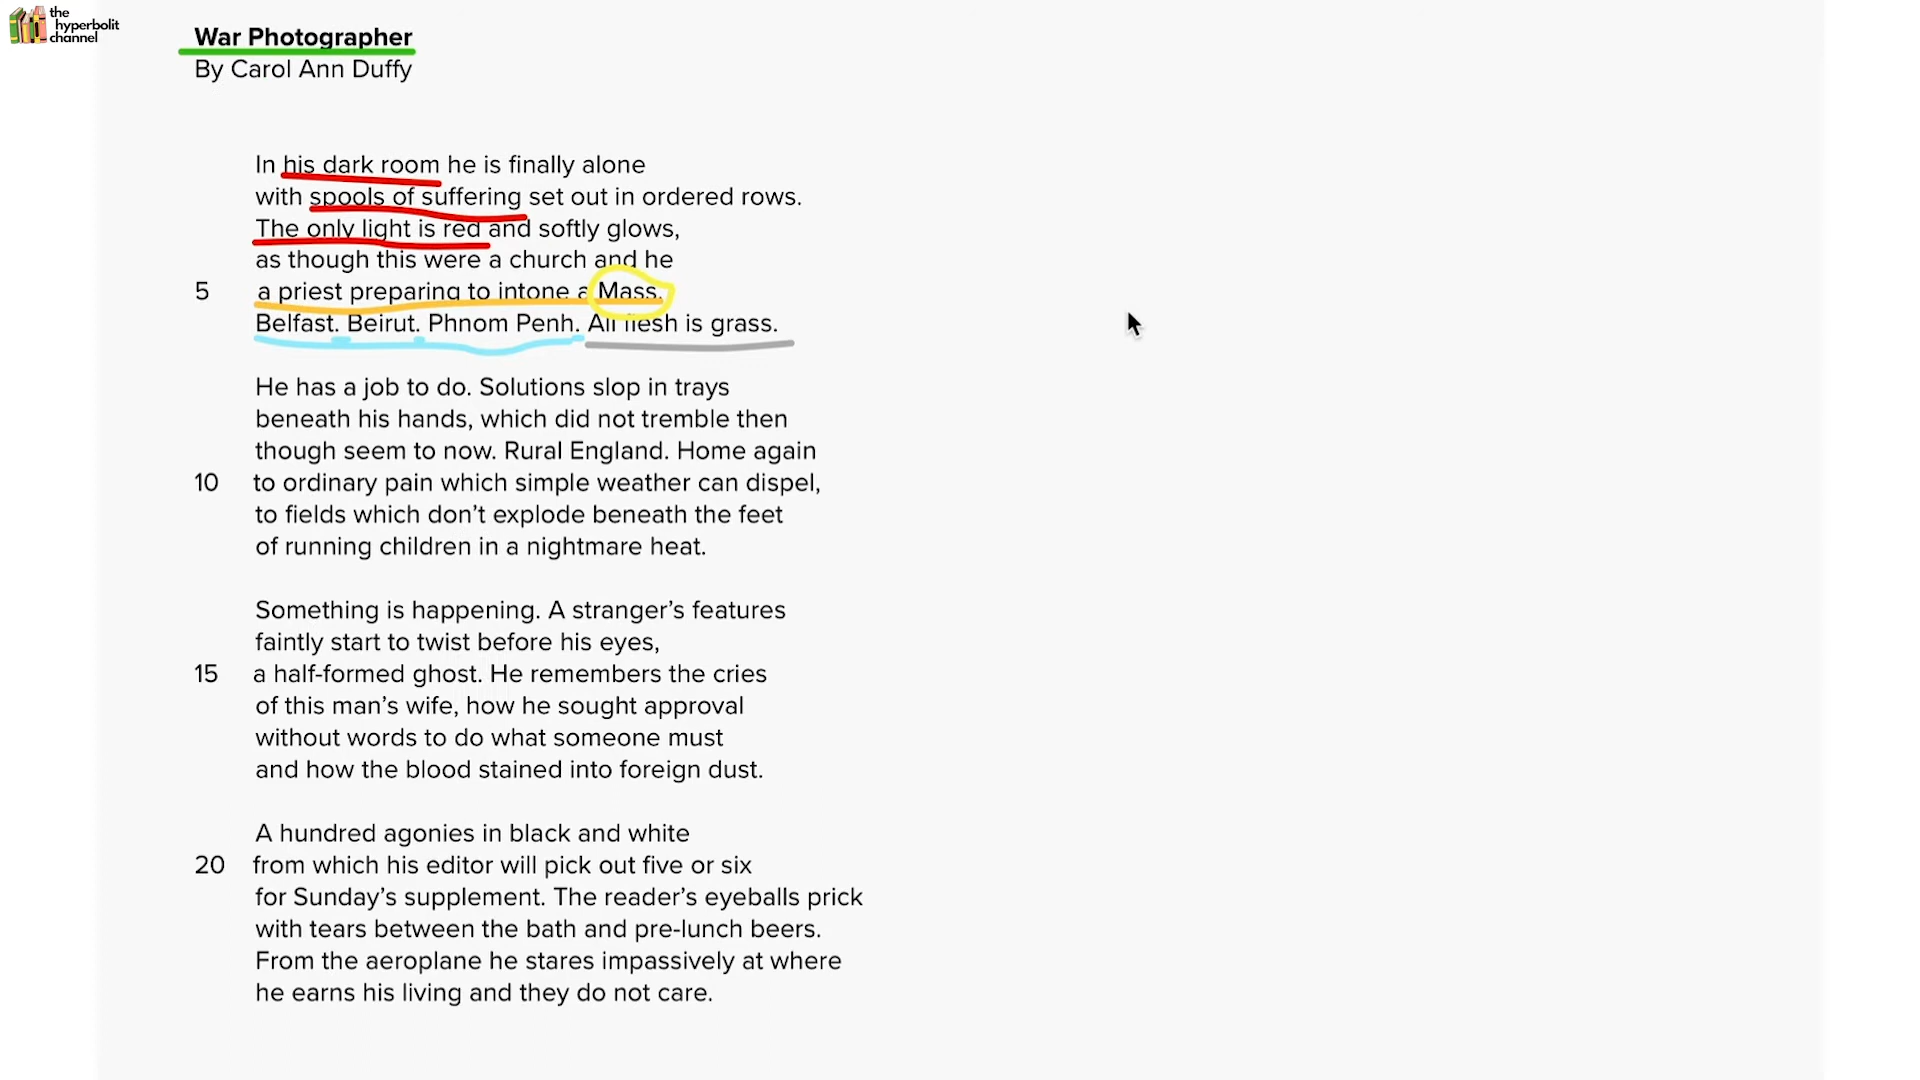 the
hyperbolit
channel
War Photographer
By Carol Ann Duffy
In his dark room he is finally alone
with spools of suffering set out in ordered rows.
The only light is red and softly glows,
as though this were a church and he
5 a priest preparing to intone a Mass.
Belfast. Beirut. Phnom Penh. All flesh is grass.
He has a job to do. Solutions slop in trays
beneath his hands, which did not tremble then
though seem to now. Rural England. Home again
10 to ordinary pain which simple weather can dispel,
to fields which don’t explode beneath the feet
of running children in a nightmare heat.
Something is happening. A stranger’s features
faintly start to twist before his eyes,
15 a half-formed ghost. He remembers the cries
of this man’s wife, how he sought approval
without words to do what someone must
and how the blood stained into foreign dust.
A hundred agonies in black and white
20 from which his editor will pick out five or six
for Sunday’s supplement. The reader’s eyeballs prick
with tears between the bath and pre-lunch beers.
From the aeroplane he stares impassively at where
he earns his living and they do not care.